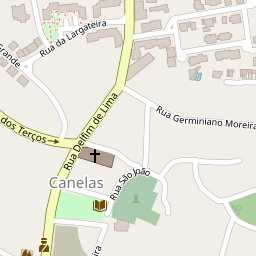 Rua da Largateira
Grande
Rua Delfim de Lima
Rua Germiniano Moreira
dos Terços
Canelas
Rua São João
eira